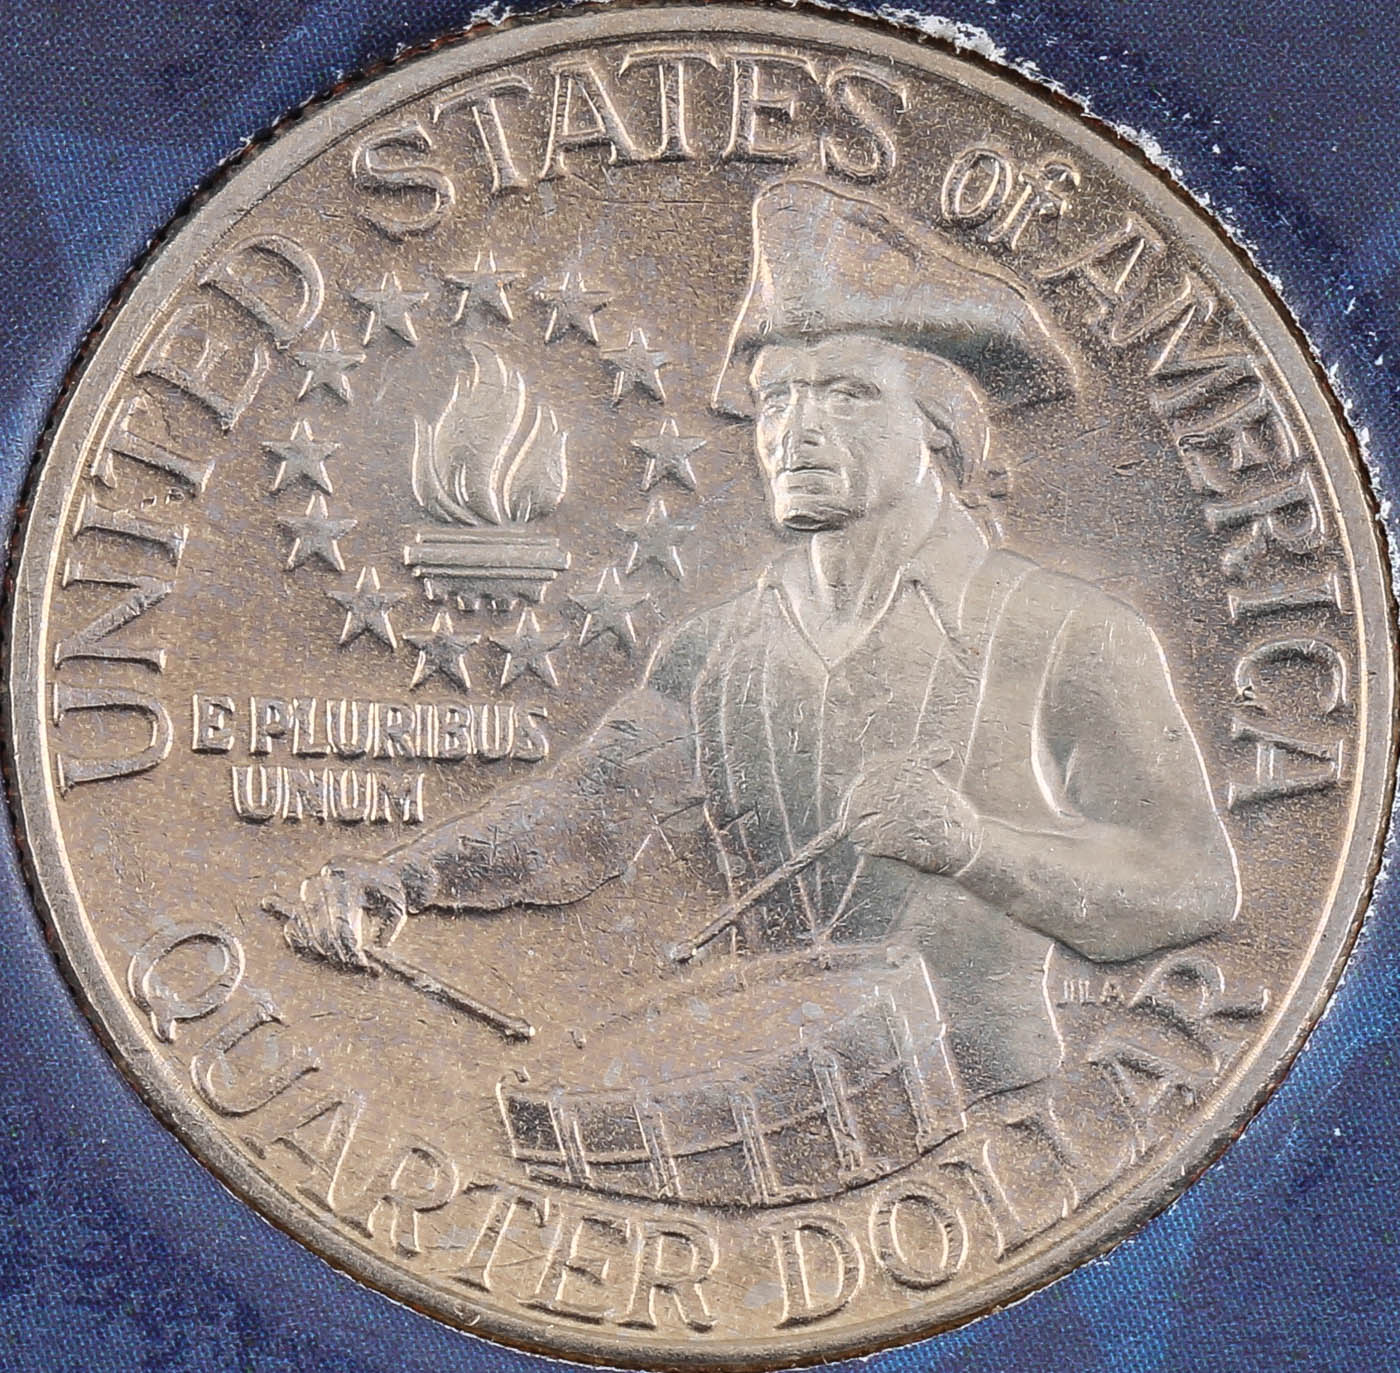 UNITED STATES OF AMERICA
E PLURIBUS
UNUM
JLA
QUARTER DOLLAR